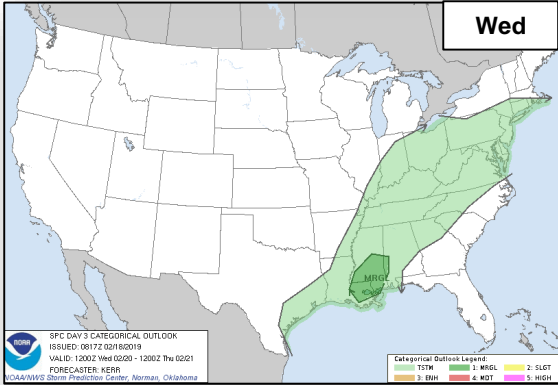 Wed
MRGL
SPC DAY 3 CATEGORICAL OUTLOOK
ISSUED: 0817Z 02/18/2019
VALID: 1200Z Wed 02/20 - 1200Z Thu 02/21
FORECASTER: KERR
NOAA/NWS Storm Prediction Center, Norman, Oklahoma
NOAA
Categorical Outlook Legend:
TSTM 1: MRGL 2: SLGT
3: ENH 4: MDT 5: HIGH